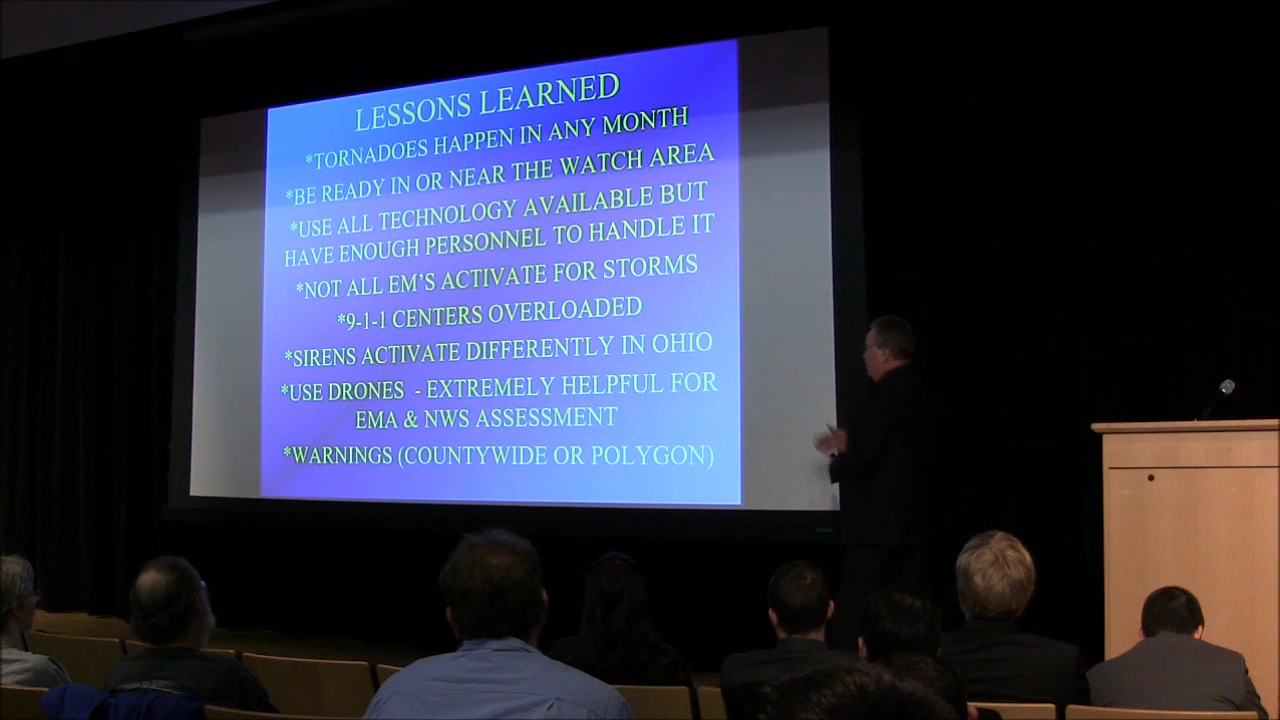 LESSONS LEARNED
*TORNADOES HAPPEN IN ANY MONTH
*BE READY IN OR NEAR THE WATCH AREA
*USE ALL TECHNOLOGY AVAILABLE BUT
HAVE ENOUGH PERSONNEL TO HANDLE IT
*NOT ALL EM'S ACTIVATE FOR STORMS
*9-1-1 CENTERS OVERLOADED
*SIRENS ACTIVATE DIFFERENTLY IN OHIO
*USE DRONES - EXTREMELY HELPFUL FOR
EMA & NWS ASSESSMENT
*WARNINGS (COUNTYWIDE OR POLYGON)